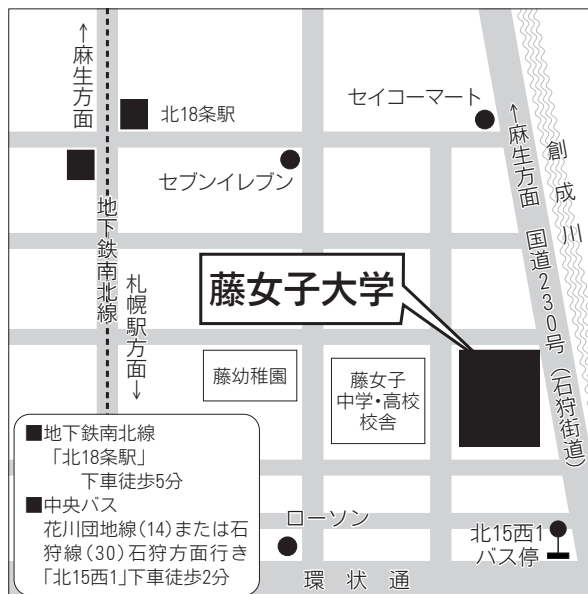 ←麻生方面
北18条駅
セイコーマート
←麻生方面
創成川
セブンイレブン
地下鉄南北線
国道230号(石狩街道)
藤女子大学
札幌駅方面→
藤幼稚園
藤女子
中学・高校
校舎
■地下鉄南北線
「北18条駅」
下車徒歩5分
■中央バス
花川団地線(14)または石
狩線(30)石狩方面行き
「北15西1」下車徒歩2分
ローソン
北15西1
バス停
環状通